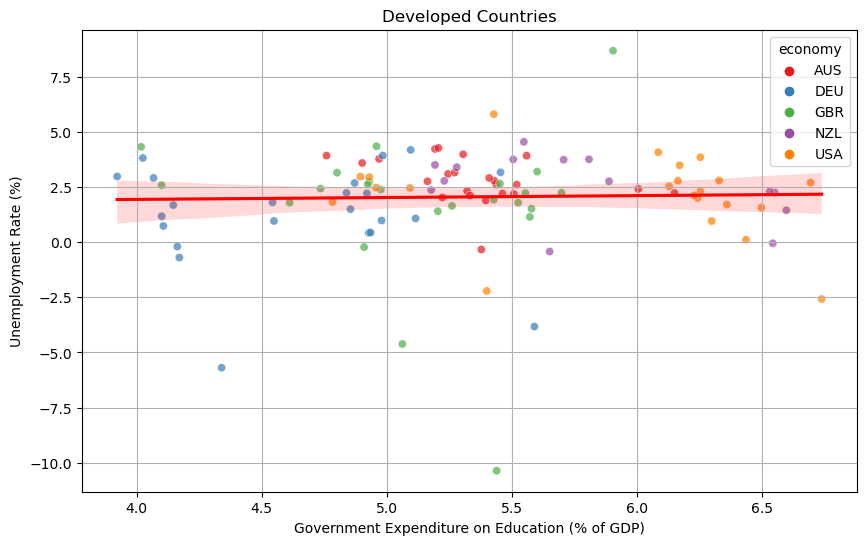 Developed Countries
economy
AUS
DEU
GBR
NZL
USA
7.5
5.0
2.5
0.0
−2.5
−5.0
−7.5
−10.0
Unemployment Rate (%)
4.0 4.5 5.0 5.5 6.0 6.5
Government Expenditure on Education (% of GDP)